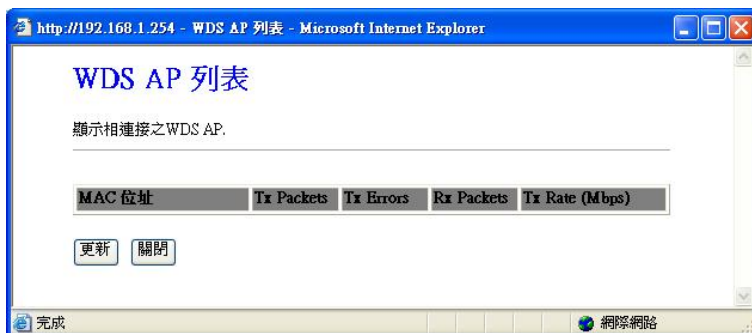 http://192.168.1.254 - WDS AP 列表 - Microsoft Internet Explorer
WDS AP 列表
顯示相連接之WDS AP.
MAC 位址 Tx Packets Tx Errors Rx Packets Tx Rate (Mbps)
更新 關閉
完成 網際網路